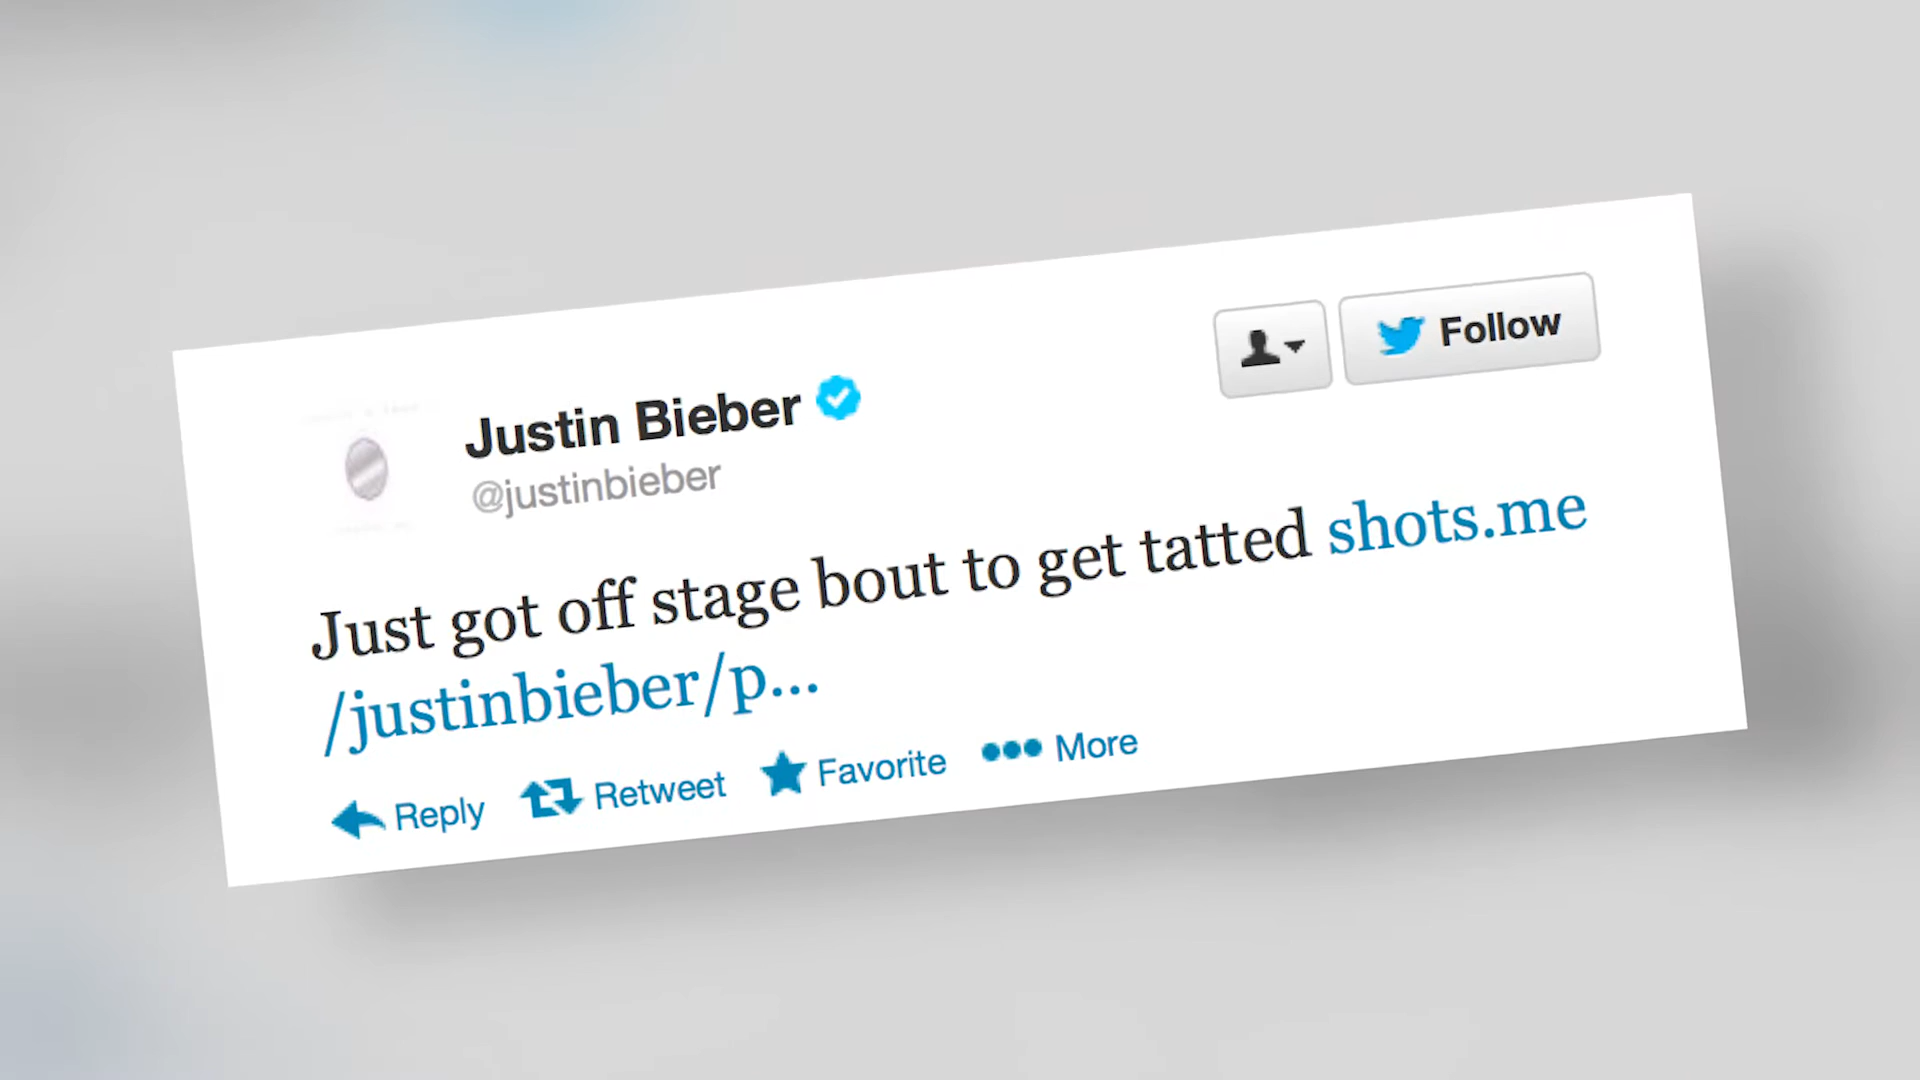 Justin Bieber
@justinbieber
Follow
Just got off stage bout to get tatted shots.me
/justinbieber/p...
Reply Retweet Favorite More